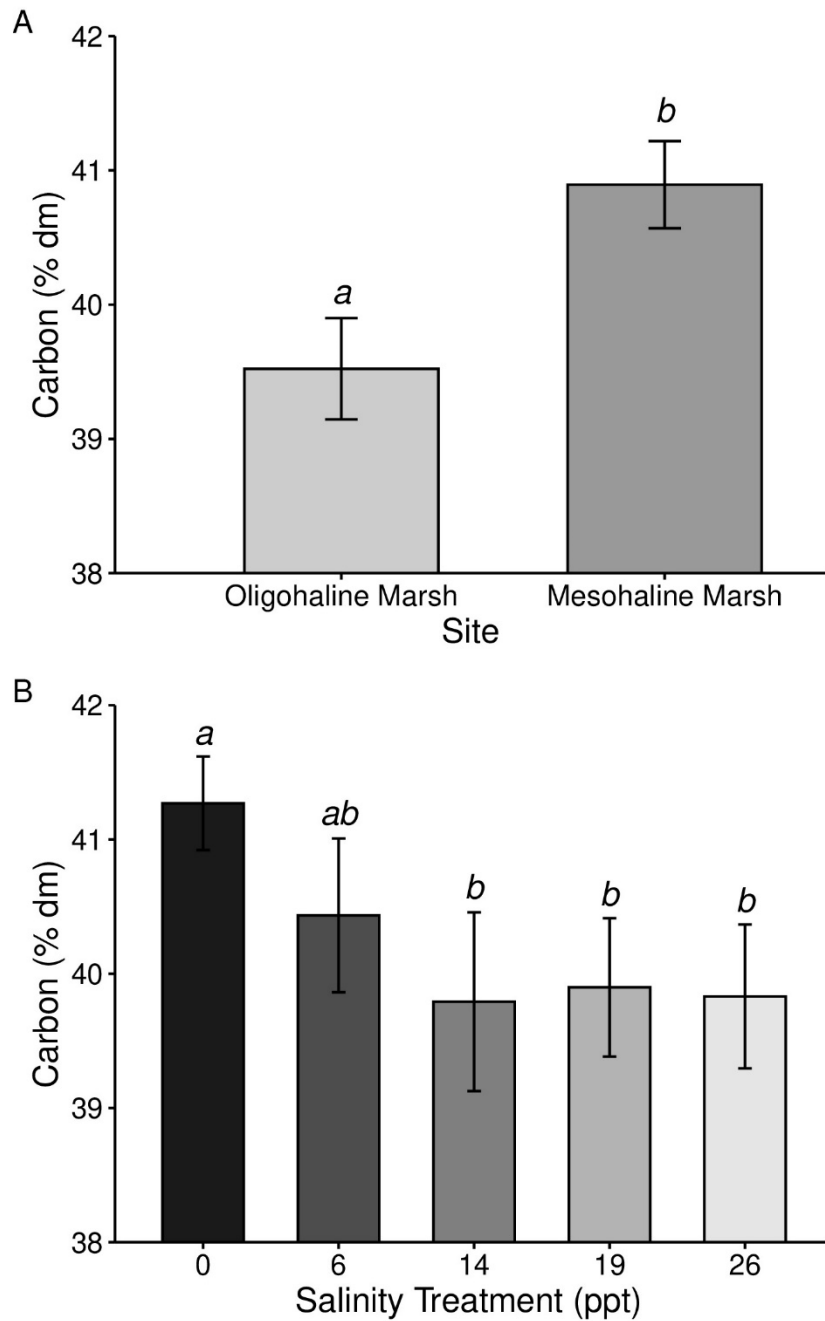 A
42
41
40
39
38
Carbon (% dm)
a
b
Oligohaline Marsh
Mesohaline Marsh
Site
B
42
41
40
39
38
Carbon (% dm)
a
ab
b
b
b
0
6
14
19
26
Salinity Treatment (ppt)